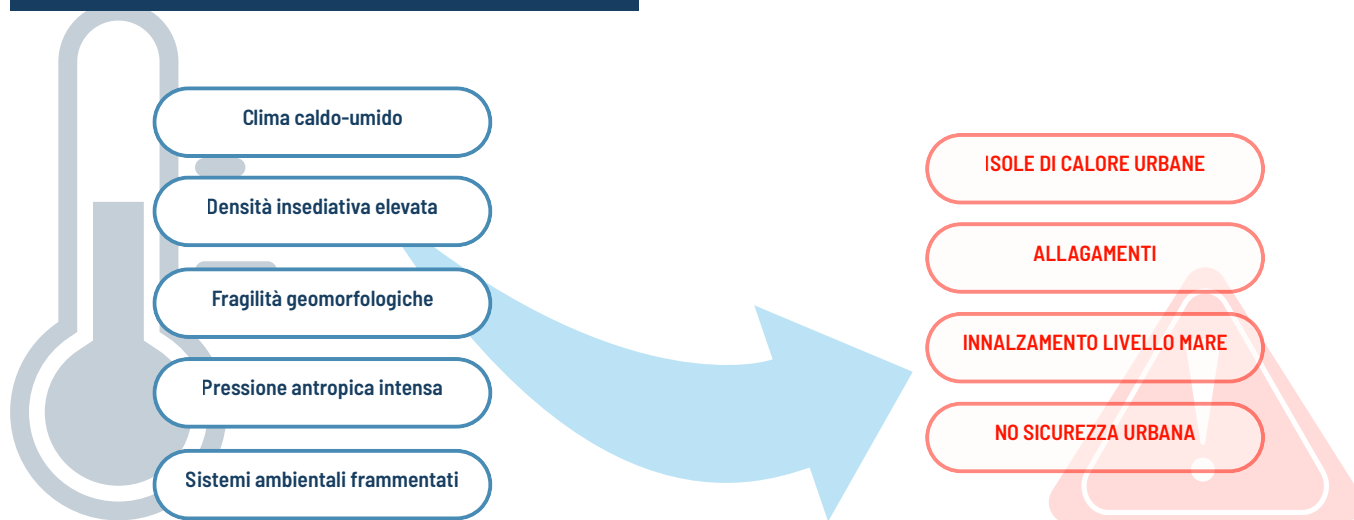 Clima caldo-umido
Densità insediativa elevata
Fragilità geomorfologiche
Pressione antropica intensa
Sistemi ambientali frammentati
ISOLE DI CALORE URBANE
ALLAGAMENTI
INNALZAMENTO LIVELLO MARE
NO SICUREZZA URBANA